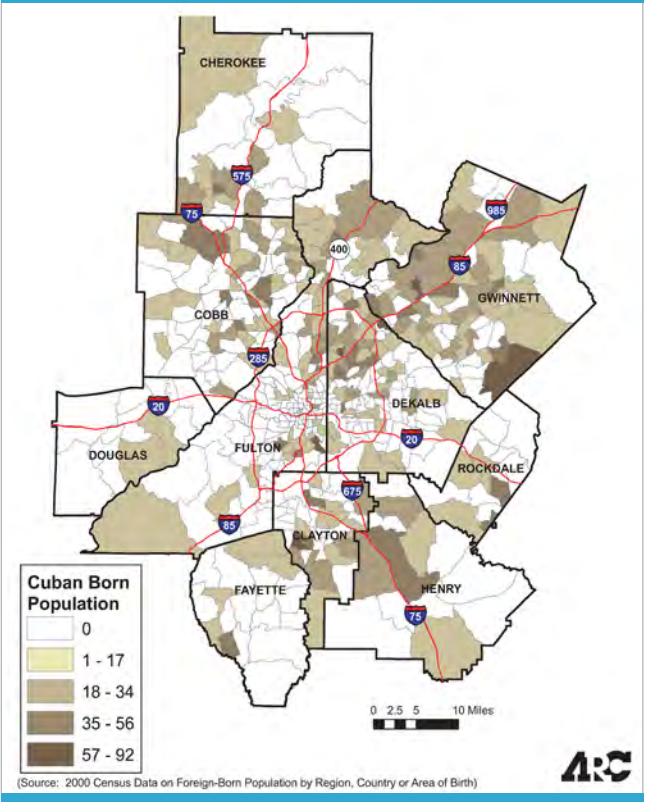 CHEROKEE
575
75
985
400
85
GWINNETT
COBB
285
20
DEKALB
DOUGLAS
FULTON
20
ROCKDALE
675
85
CLAYTON
FAYETTE
HENRY
75
Cuban Born
Population
0
1 - 17
18 - 34
35 - 56
57 - 92
0 2.5 5 10 Miles
ARC
(Source: 2000 Census Data on Foreign-Born Population by Region, Country or Area of Birth)